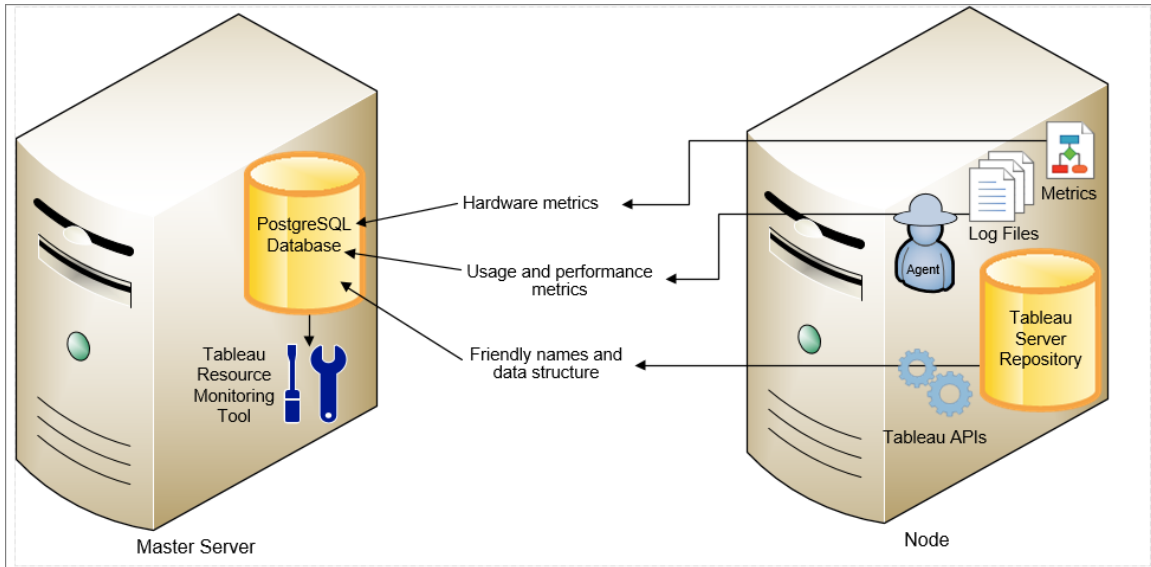 PostgreSQL
Database
Tableau
Resource
Monitoring
Tool
Master Server
Hardware metrics
Usage and performance
metrics
Friendly names and
data structure
Metrics
Log Files
Agent
Tableau
Server
Repository
Tableau APIs
Node